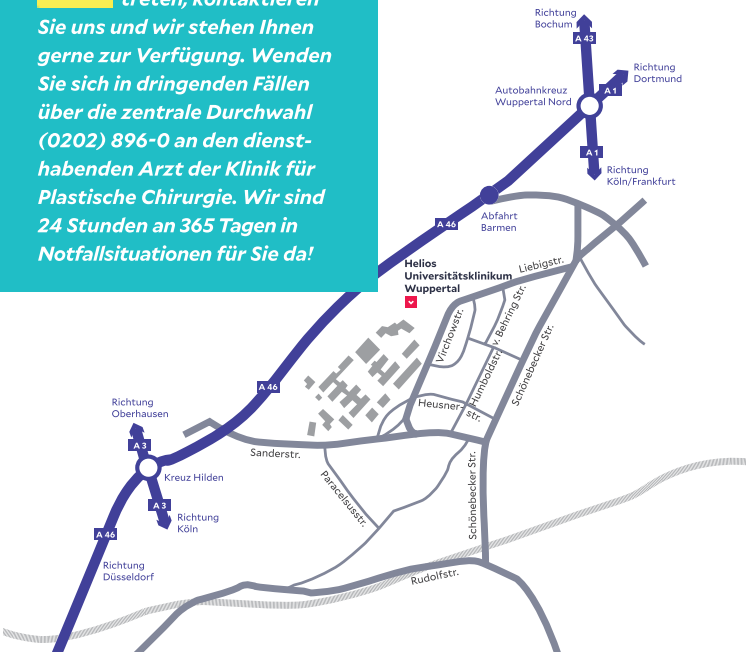 treten, kontaktieren
Sie uns und wir stehen Ihnen
gerne zur Verfügung. Wenden
Sie sich in dringenden Fällen
über die zentrale Durchwahl
(0202) 896-0 an den dienst-
habenden Arzt der Klinik für
Plastische Chirurgie. Wir sind
24 Stunden an 365 Tagen in
Notfallsituationen für Sie da!
Richtung
Bochum
A 43
Richtung
Dortmund
A 1
Autobahnkreuz
Wuppertal Nord
A 1
Richtung
Köln/Frankfurt
Abfahrt
Barmen
A 46
Helios
Universitätsklinikum
Wuppertal
Liebigstr.
Virchowstr.
v. Behring Str.
Schönebecker Str.
Humboldtstr.
Heusner-
str.
A 46
Richtung
Oberhausen
A 3
Kreuz Hilden
A 3
Richtung
Köln
A 46
Richtung
Düsseldorf
Sanderstr.
Paracelsusstr.
Schönebecker Str.
Rudolfstr.